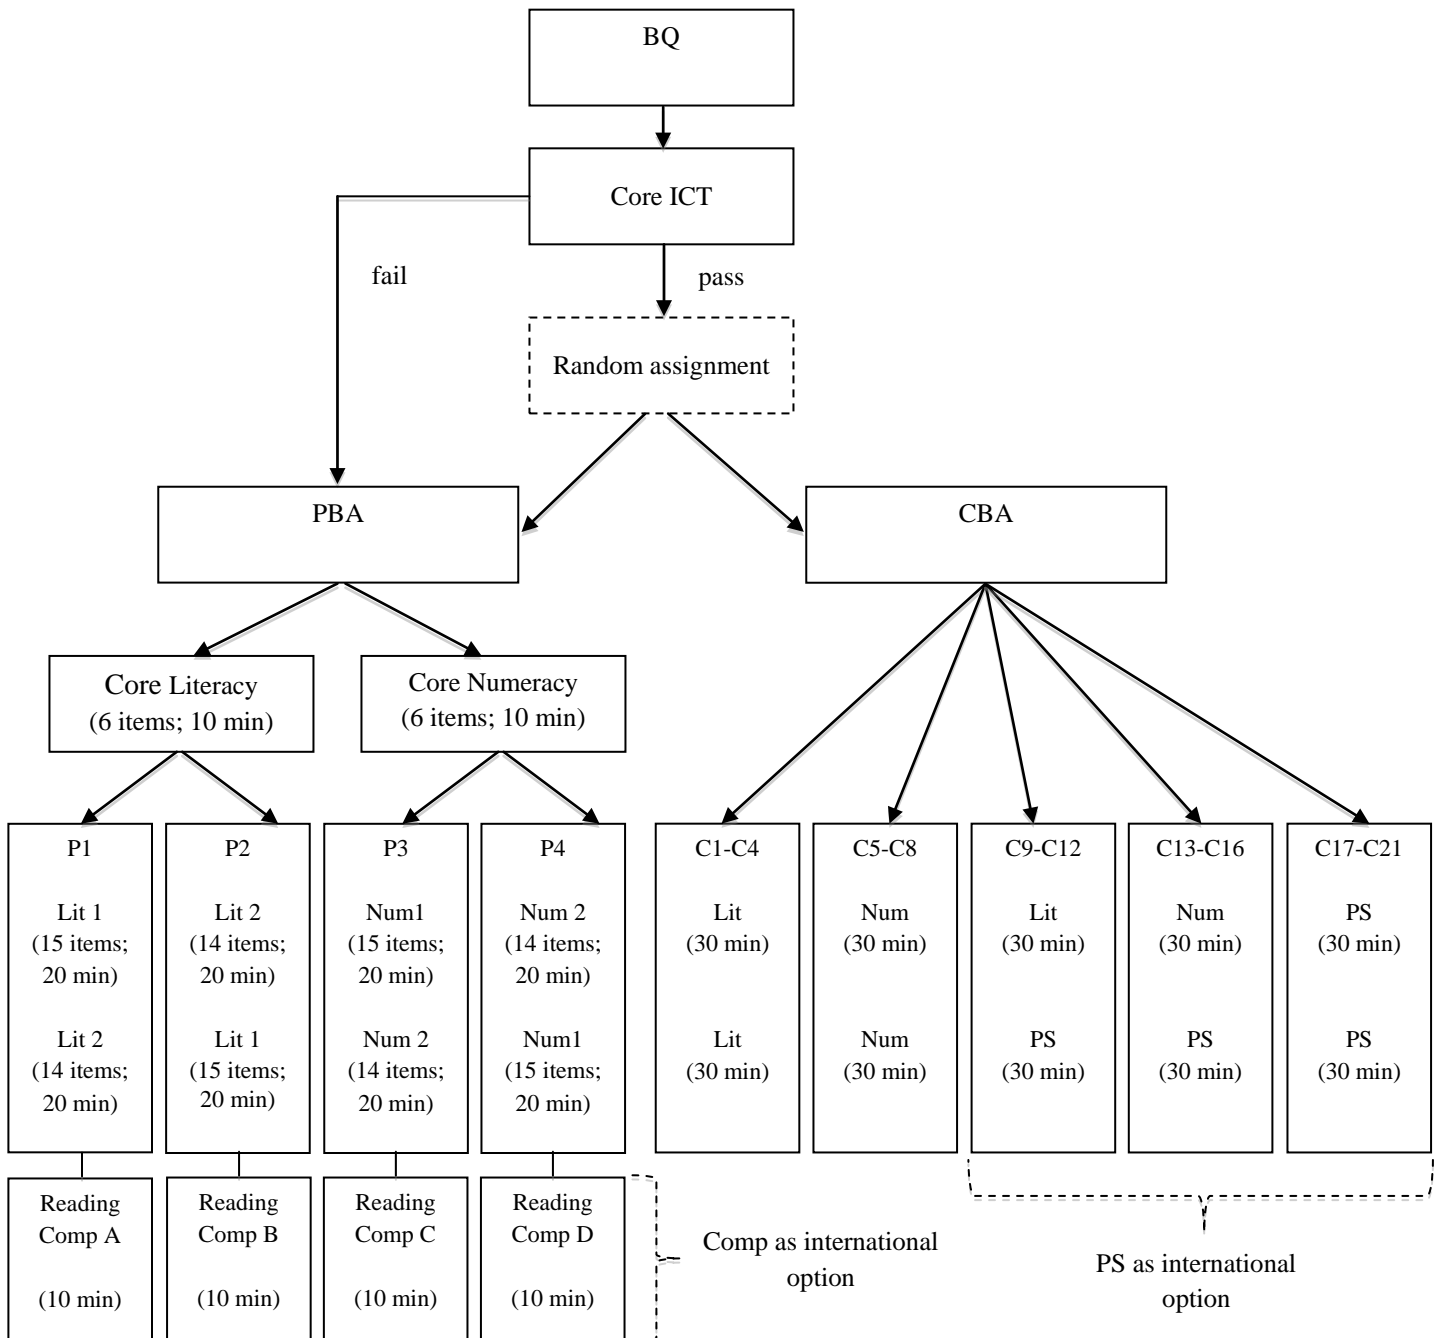 BQ
Core ICT
fail
pass
Random assignment
PBA
CBA
Core Literacy
(6 items; 10 min)
Core Numeracy
(6 items; 10 min)
P1
Lit 1
(15 items;
20 min)
Lit 2
(14 items;
20 min)
P2
Lit 2
(14 items;
20 min)
Lit 1
(15 items;
20 min)
P3
Num1
(15 items;
20 min)
Num 2
(14 items;
20 min)
P4
Num 2
(14 items;
20 min)
Num1
(15 items;
20 min)
C1-C4
Lit
(30 min)
Lit
(30 min)
C5-C8
Num
(30 min)
Num
(30 min)
C9-C12
Lit
(30 min)
PS
(30 min)
C13-C16
Num
(30 min)
PS
(30 min)
C17-C21
PS
(30 min)
PS
(30 min)
Reading
Comp A
(10 min)
Reading
Comp B
(10 min)
Reading
Comp C
(10 min)
Reading
Comp D
(10 min)
Comp as international
option
PS as international
option